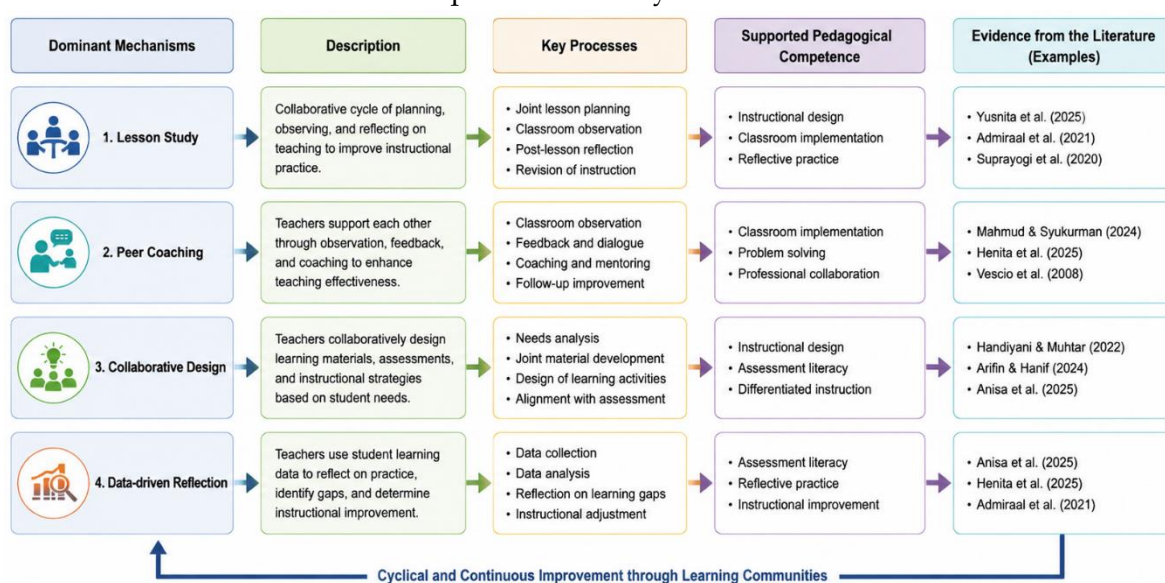 Dominant Mechanisms
Description
Key Processes
Supported Pedagogical
Competence
Evidence from the Literature
(Examples)
1. Lesson Study
Collaborative cycle of planning,
observing, and reflecting on
teaching to improve instructional
practice.
• Joint lesson planning
• Classroom observation
• Post-lesson reflection
• Revision of instruction
• Instructional design
• Classroom implementation
• Reflective practice
• Yusnita et al. (2025)
• Admiraal et al. (2021)
• Suprayogi et al. (2020)
2. Peer Coaching
Teachers support each other
through observation, feedback,
and coaching to enhance
teaching effectiveness.
• Classroom observation
• Feedback and dialogue
• Coaching and mentoring
• Follow-up improvement
• Classroom implementation
• Problem solving
• Professional collaboration
• Mahmud & Syukurman (2024)
• Henita et al. (2025)
• Vescio et al. (2008)
3. Collaborative Design
Teachers collaboratively design
learning materials, assessments,
and instructional strategies
based on student needs.
• Needs analysis
• Joint material development
• Design of learning activities
• Alignment with assessment
• Instructional design
• Assessment literacy
• Differentiated instruction
• Handiyani & Muhtar (2022)
• Arifin & Hanif (2024)
• Anisa et al. (2025)
4. Data-driven Reflection
Teachers use student learning
data to reflect on practice,
identify gaps, and determine
instructional improvement.
• Data collection
• Data analysis
• Reflection on learning gaps
• Instructional adjustment
• Assessment literacy
• Reflective practice
• Instructional improvement
• Anisa et al. (2025)
• Henita et al. (2025)
• Admiraal et al. (2021)
Cyclical and Continuous Improvement through Learning Communities